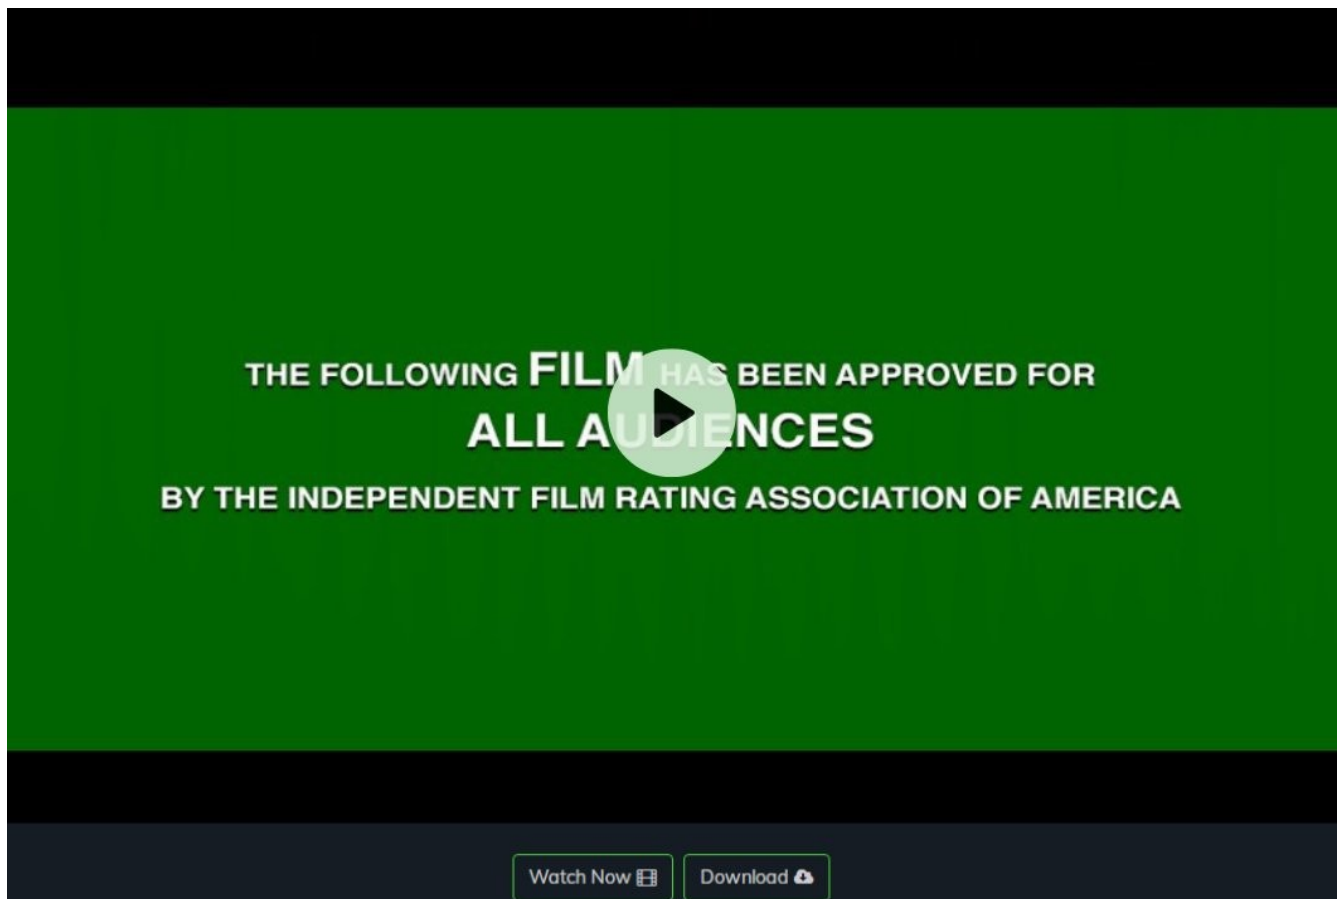 THE FOLLOWING FILM HAS BEEN APPROVED FOR
ALL AUDIENCES
BY THE INDEPENDENT FILM RATING ASSOCIATION OF AMERICA
Watch Now
Download